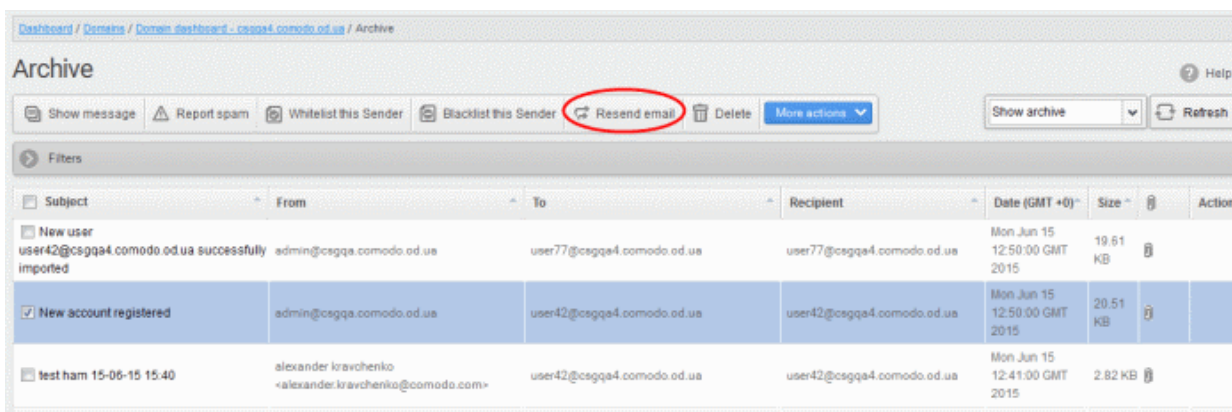 Dashboard / Domains / Domain dashboard - csgqa4.comodo.od.ua / Archive
Archive
Help
Show message Report spam Whitelist this Sender Blacklist this Sender Resend email Delete More actions Show archive Refresh
Filters
Subject From To Recipient Date (GMT +0) Size Action
New user
user42@csgqa4.comodo.od.ua successfully
imported
admin@csgqa.comodo.od.ua
user77@csgqa4.comodo.od.ua
user77@csgqa4.comodo.od.ua
Mon Jun 15
12:50:00 GMT
2015
19.61
KB
New account registered
admin@csgqa.comodo.od.ua
user42@csgqa4.comodo.od.ua
user42@csgqa4.comodo.od.ua
Mon Jun 15
12:50:00 GMT
2015
20.51
KB
test ham 15-06-15 15:40
alexander kravchenko
<alexander.kravchenko@comodo.com>
user42@csgqa4.comodo.od.ua
user42@csgqa4.comodo.od.ua
Mon Jun 15
12:41:00 GMT
2015
2.82 KB